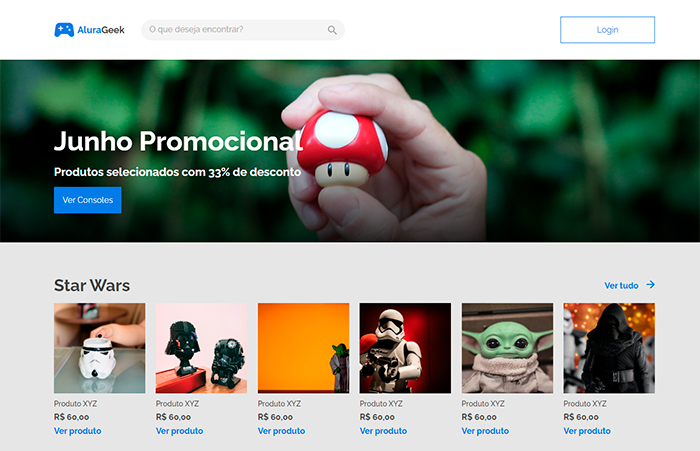 AluraGeek
O que deseja encontrar?
Login
Junho Promocional
Produtos selecionados com 33% de desconto
Ver Consoles
Star Wars
Ver tudo
Produto XYZ
R$ 60,00
Ver produto
Produto XYZ
R$ 60,00
Ver produto
Produto XYZ
R$ 60,00
Ver produto
Produto XYZ
R$ 60,00
Ver produto
Produto XYZ
R$ 60,00
Ver produto
Produto XYZ
R$ 60,00
Ver produto